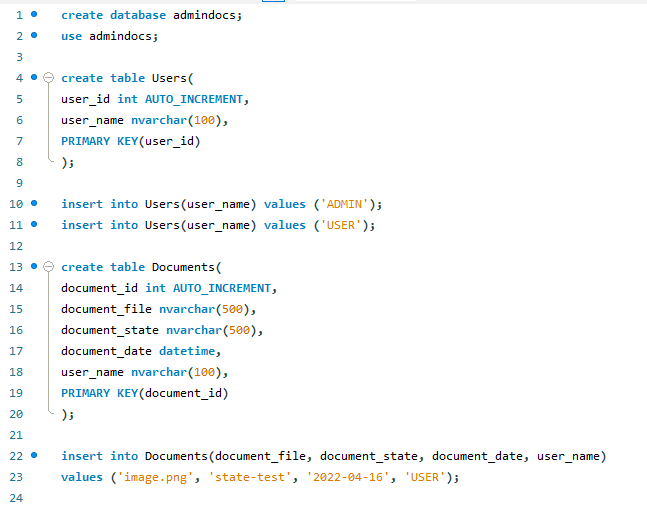 1 create database admindocs;
2 use admindocs;
3
4 create table Users(
5 user_id int AUTO_INCREMENT,
6 user_name nvarchar(100),
7 PRIMARY KEY(user_id)
8 );
9
10 insert into Users(user_name) values ('ADMIN');
11 insert into Users(user_name) values ('USER');
12
13 create table Documents(
14 document_id int AUTO_INCREMENT,
15 document_file nvarchar(500),
16 document_state nvarchar(500),
17 document_date datetime,
18 user_name nvarchar(100),
19 PRIMARY KEY(document_id)
20 );
21
22 insert into Documents(document_file, document_state, document_date, user_name)
23 values ('image.png', 'state-test', '2022-04-16', 'USER');
24